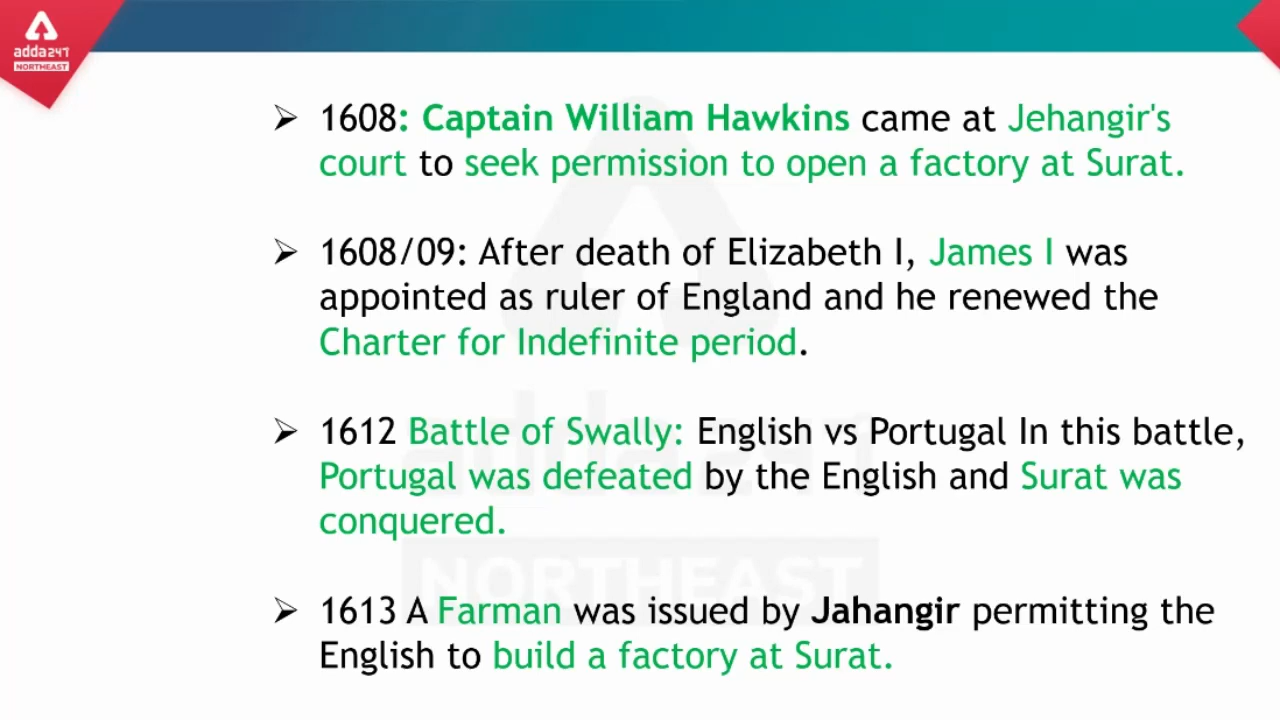 adda247
NORTHEAST
➢ 1608: Captain William Hawkins came at Jehangir's
court to seek permission to open a factory at Surat.
➢ 1608/09: After death of Elizabeth I, James I was
appointed as ruler of England and he renewed the
Charter for Indefinite period.
➢ 1612 Battle of Swally: English vs Portugal In this battle,
Portugal was defeated by the English and Surat was
conquered.
➢ 1613 A Farman was issued by Jahangir permitting the
English to build a factory at Surat.
adda247
NORTHEAST